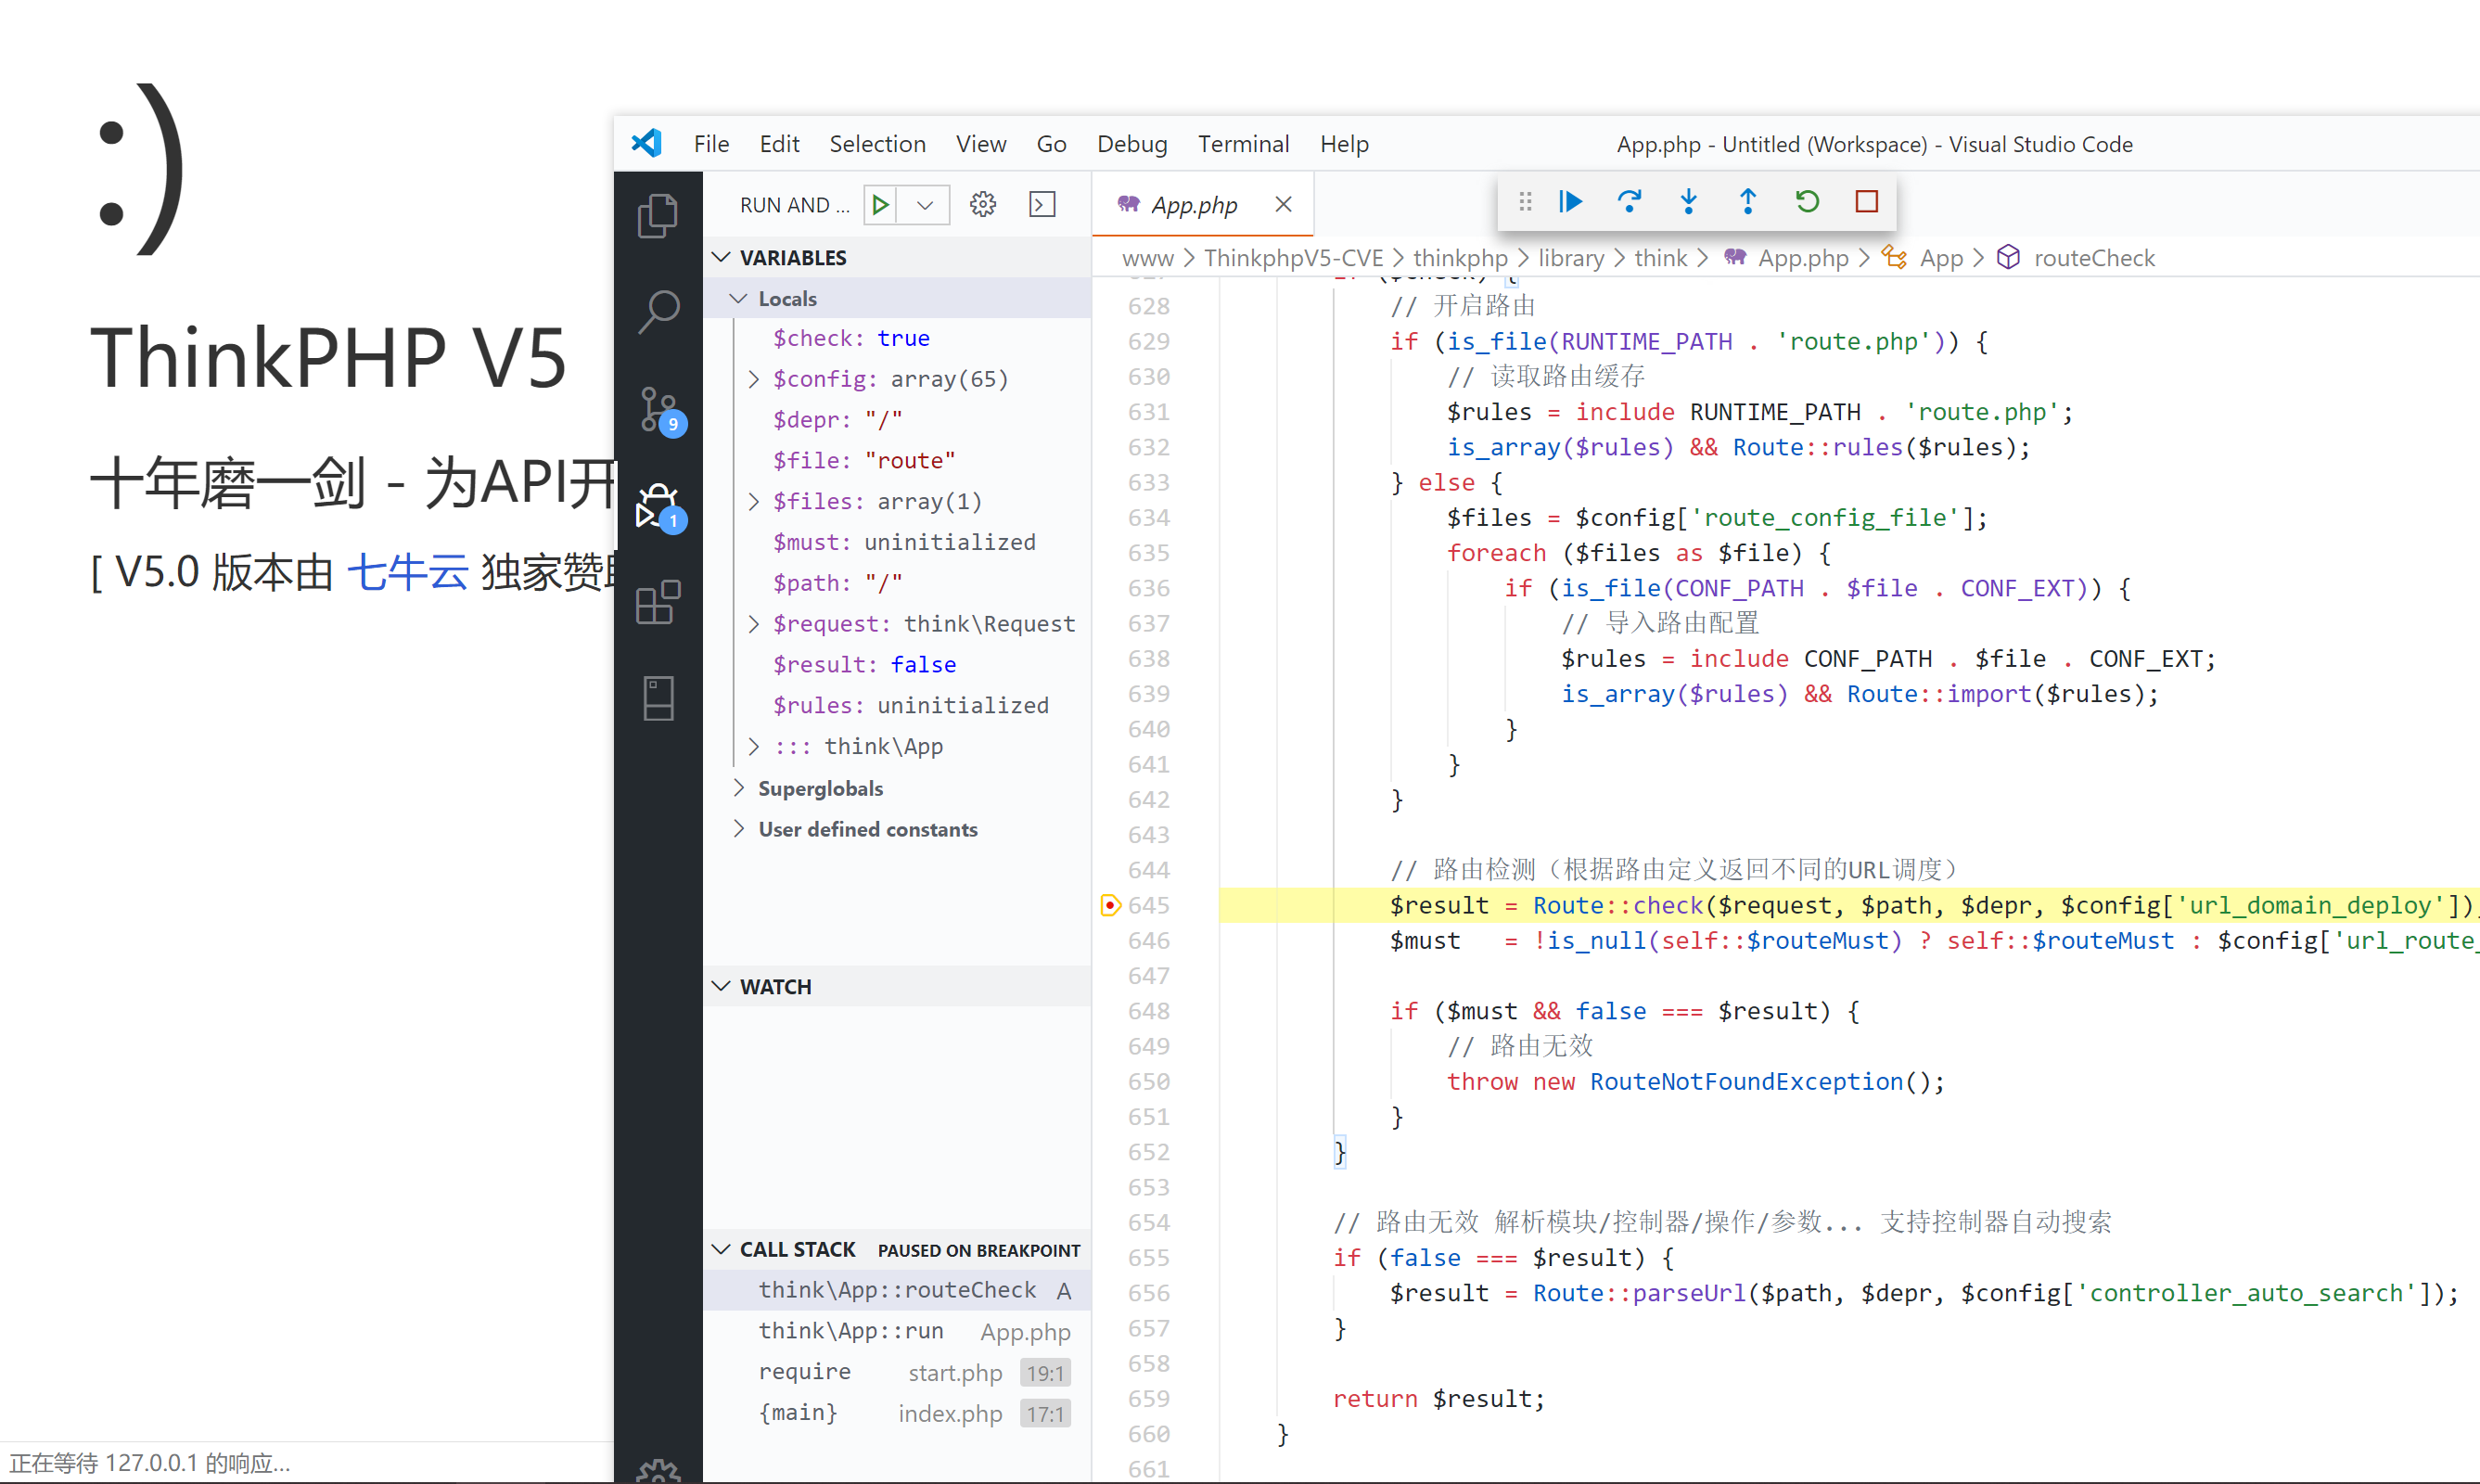 :)
ThinkPHP V5
十年磨一剑 - 为API开
[ V5.0 版本由 七牛云 独家赞
正在等待 127.0.0.1 的响应...
File Edit Selection View Go Debug Terminal Help
App.php - Untitled (Workspace) - Visual Studio Code
RUN AND ...
9
1
VARIABLES
Locals
$check: true
$config: array(65)
$depr: "/"
$file: "route"
$files: array(1)
$must: uninitialized
$path: "/"
$request: think\Request
$result: false
$rules: uninitialized
::: think\App
Superglobals
User defined constants
WATCH
CALL STACK PAUSED ON BREAKPOINT
think\App::routeCheck A
think\App::run App.php
require start.php 19:1
{main} index.php 17:1
App.php
www > ThinkphpV5-CVE > thinkphp > library > think > App.php > App > routeCheck
628 // 开启路由
629 if (is_file(RUNTIME_PATH . 'route.php')) {
630 // 读取路由缓存
631 $rules = include RUNTIME_PATH . 'route.php';
632 is_array($rules) && Route::rules($rules);
633 } else {
634 $files = $config['route_config_file'];
635 foreach ($files as $file) {
636 if (is_file(CONF_PATH . $file . CONF_EXT)) {
637 // 导入路由配置
638 $rules = include CONF_PATH . $file . CONF_EXT;
639 is_array($rules) && Route::import($rules);
640 }
641 }
642 }
643
644 // 路由检测（根据路由定义返回不同的URL调度）
645 $result = Route::check($request, $path, $depr, $config['url_domain_deploy'])
646 $must = !is_null(self::$routeMust) ? self::$routeMust : $config['url_route_
647
648 if ($must && false === $result) {
649 // 路由无效
650 throw new RouteNotFoundException();
651 }
652 }
653
654 // 路由无效 解析模块/控制器/操作/参数... 支持控制器自动搜索
655 if (false === $result) {
656 $result = Route::parseUrl($path, $depr, $config['controller_auto_search']);
657 }
658
659 return $result;
660 }
661